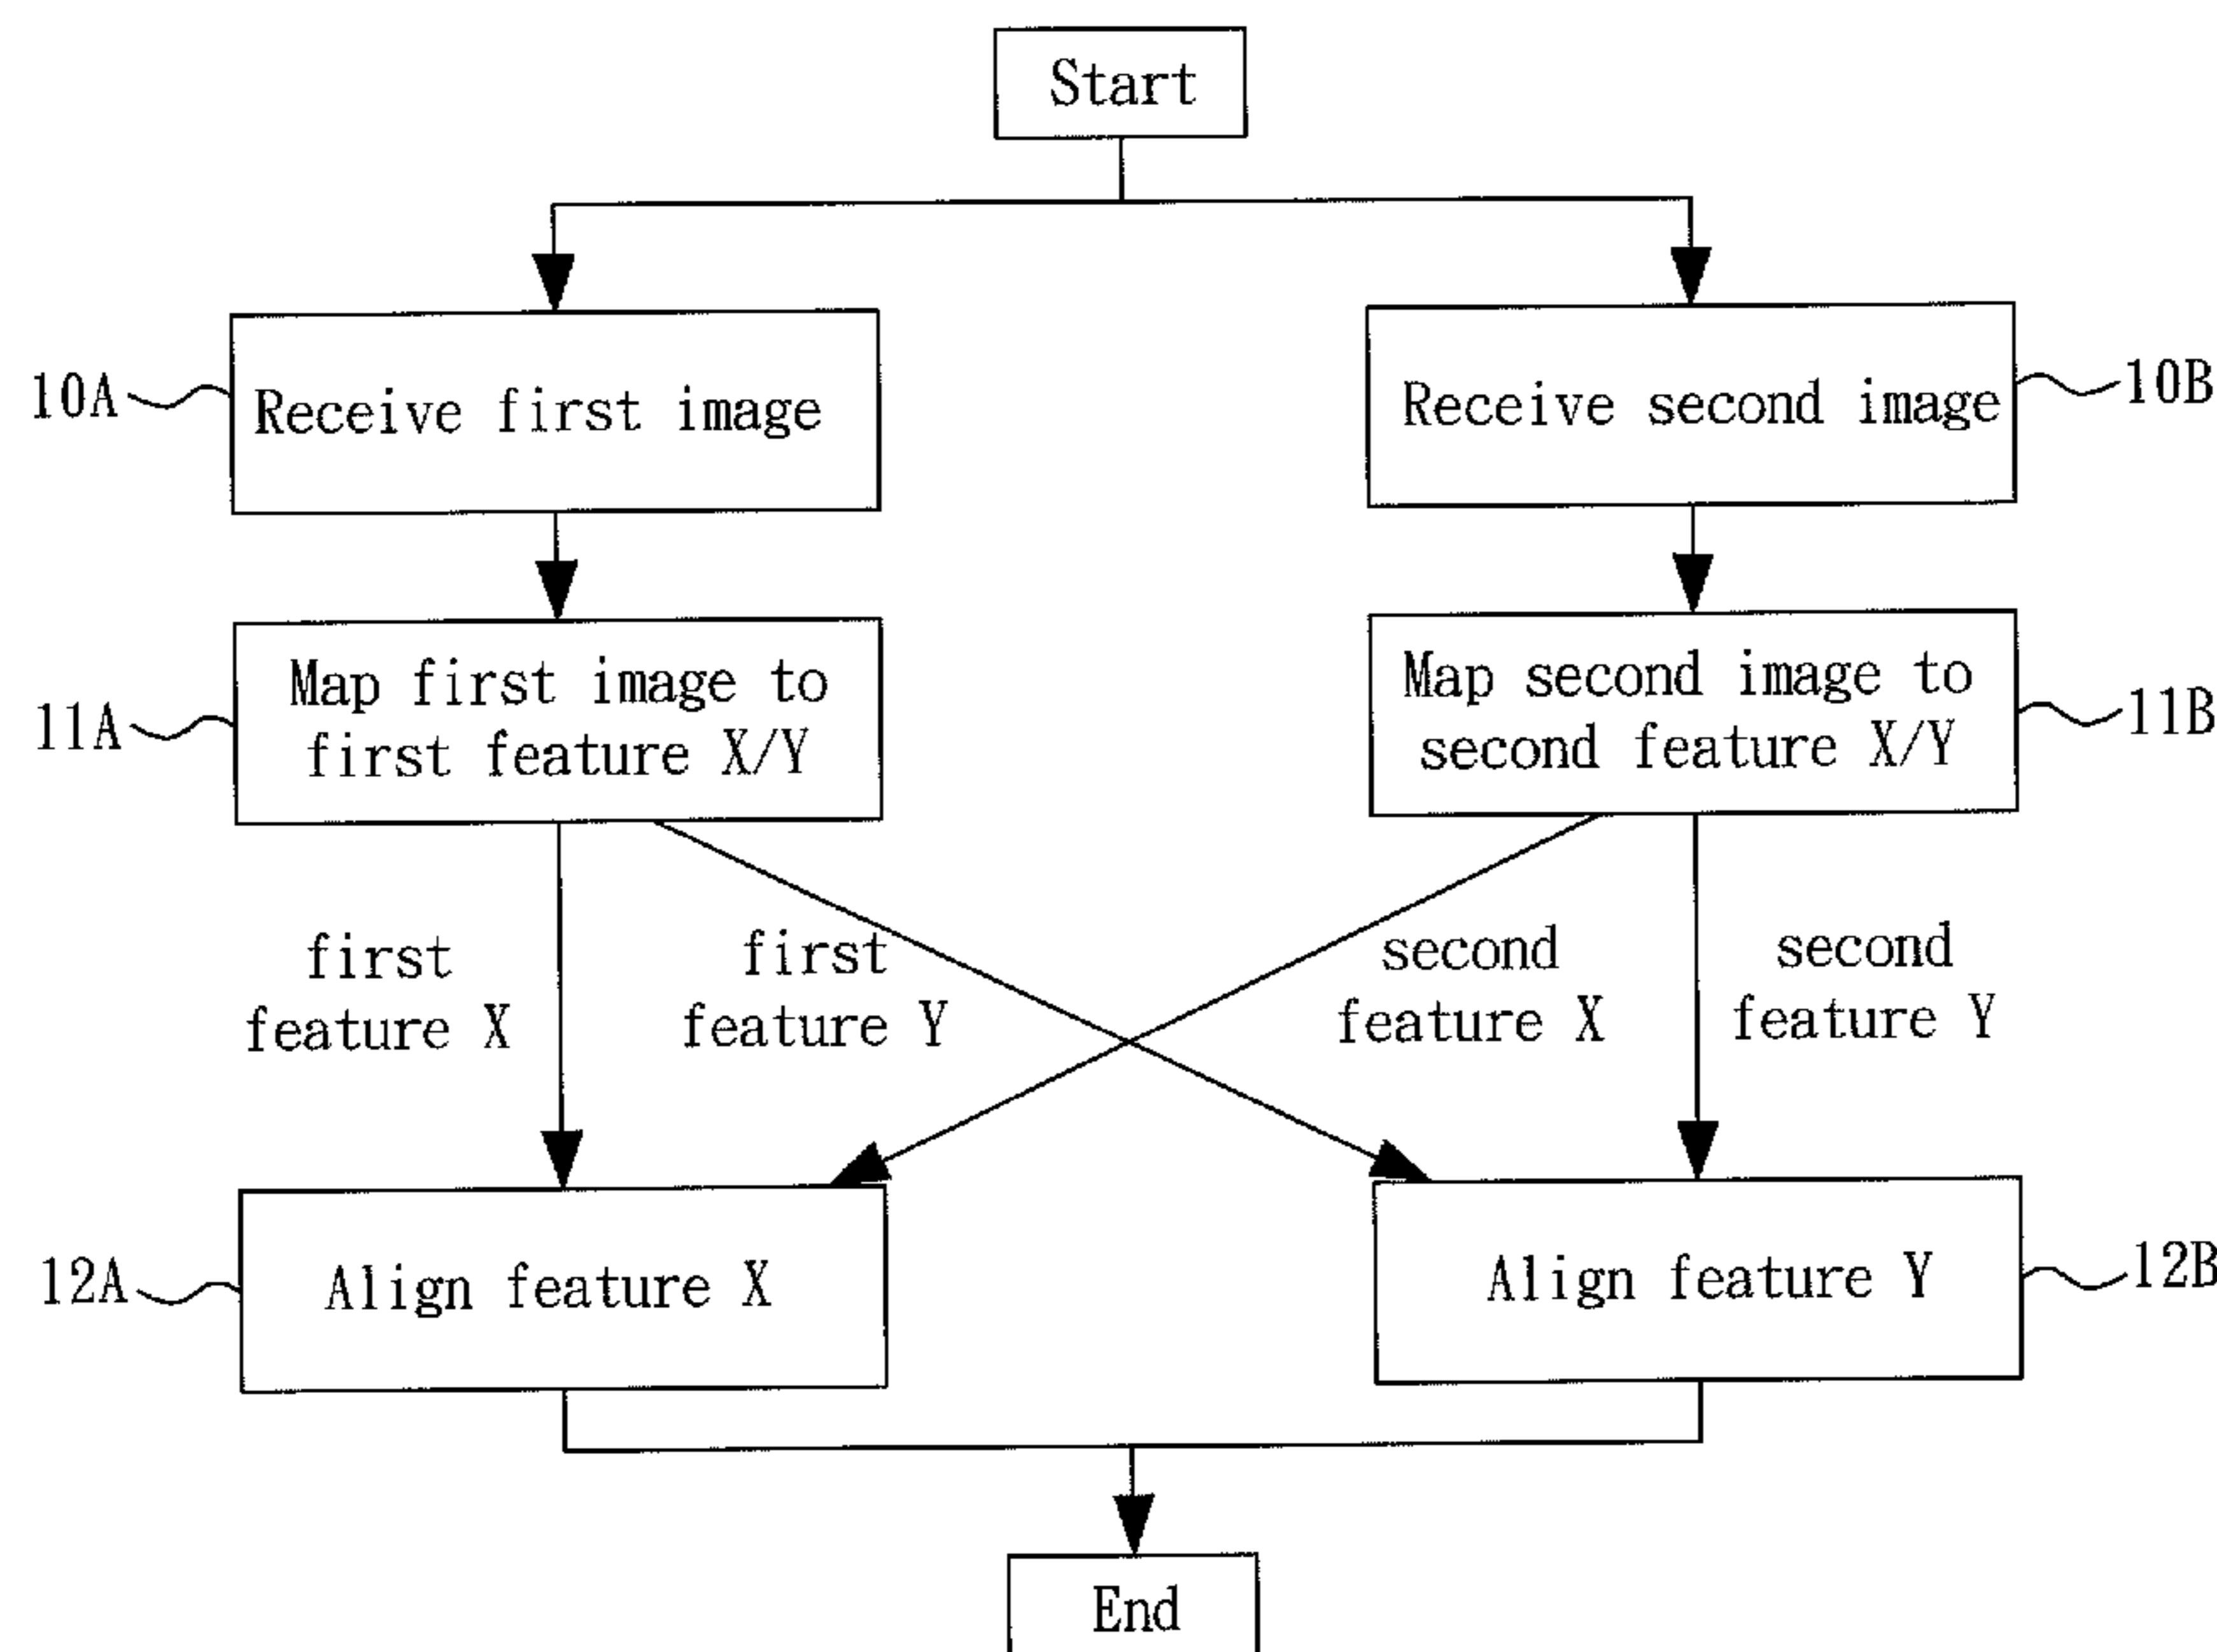 Start
10A
Receive first image
Receive second image
10B
11A
Map first image to
first feature X/Y
Map second image to
second feature X/Y
11B
first
feature X
first
feature Y
second
feature X
second
feature Y
12A
Align feature X
Align feature Y
12B
End